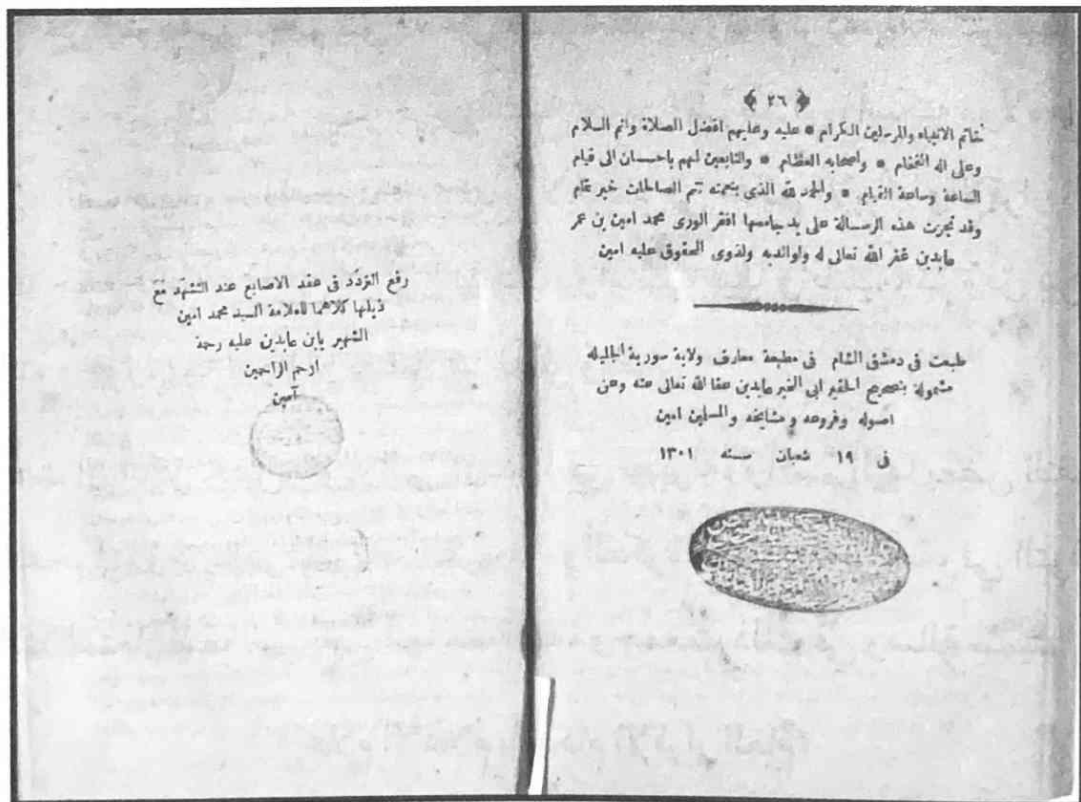 ﴿ ٢٦ ﴾
خاتم الانبياء والمرسلين الكرام * عليه وعليهم افضل الصلاة واتم السلام
وعلى اله الفخام * واصحابه العظام * والتابعين لهم باحسان الى قيام
الساعة وساعة القيام * والحمد لله الذى بنعمته تتم الصالحات خير ختام
وقد نجزت هذه الرسالة على يد جامعها افقر الورى محمد امين بن عمر
عابدين غفر الله تعالى له ولوالديه ولذوى الحقوق عليه امين
طبعت فى دمشق الشام فى مطبعة معارف ولاية سورية الجليله
مشمولة بتصحيح الحقير ابى الخير عابدين عفا الله تعالى عنه وعن
اصوله وفروعه ومشايخه والمسلمين امين
فى ١٩ شعبان سنه ١٣٠١
رفع التردد فى عقد الاصابع عند التشهد مع
ذيلها كلاهما للعلامة السيد محمد امين
الشهير بابن عابدين عليه رحمة
ارحم الراحمين
آمين